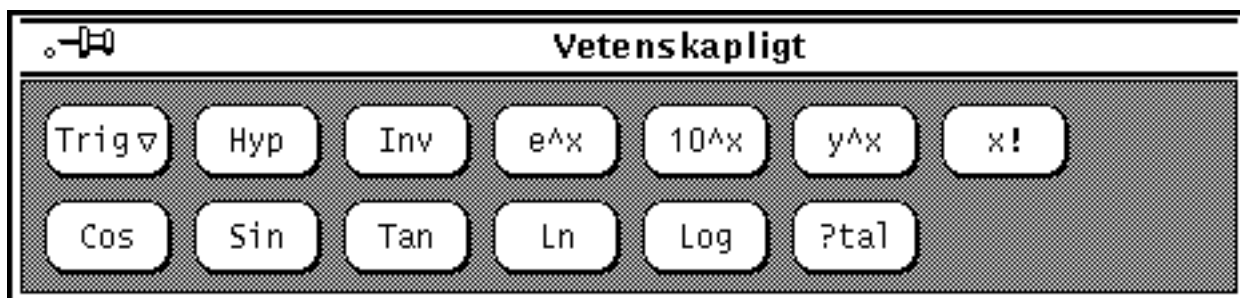 Vetenskapligt
Trig Hyp Inv e^x 10^x y^x x!
Cos Sin Tan Ln Log ?tal